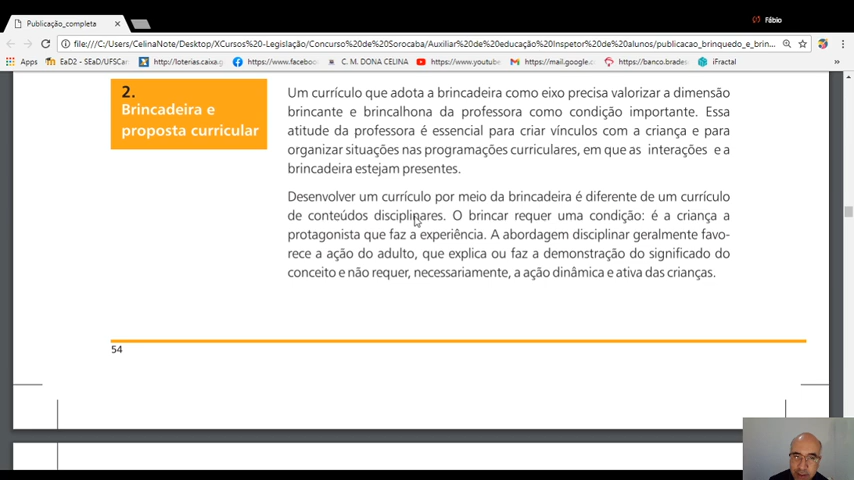 Fábio
Publicação_completa
file:///C:/Users/CelinaNote/Desktop/XCursos%20-Legislação/Concurso%20de%20Sorocaba/Auxiliar%20de%20educação%20Inspetor%20de%20alunos/publicacao_brinquedo_e_brin...
Apps
EaD2 - SEaD/UFSCar
http://loterias.caixa.g
https://www.faceboo
C. M. DONA CELINA
https://www.youtube
https://mail.google.c
https://banco.brades
iFractal
2.
Brincadeira e
proposta curricular
Um currículo que adota a brincadeira como eixo precisa valorizar a dimensão
brincante e brincalhona da professora como condição importante. Essa
atitude da professora é essencial para criar vínculos com a criança e para
organizar situações nas programações curriculares, em que as interações e a
brincadeira estejam presentes.
Desenvolver um currículo por meio da brincadeira é diferente de um currículo
de conteúdos disciplinares. O brincar requer uma condição: é a criança a
protagonista que faz a experiência. A abordagem disciplinar geralmente favo-
rece a ação do adulto, que explica ou faz a demonstração do significado do
conceito e não requer, necessariamente, a ação dinâmica e ativa das crianças.
54